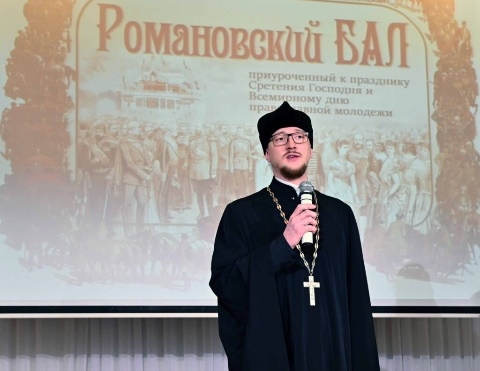 Романовский БАЛ
приуроченный к празднику
Сретения Господня и
Всемирному дню
православной молодежи